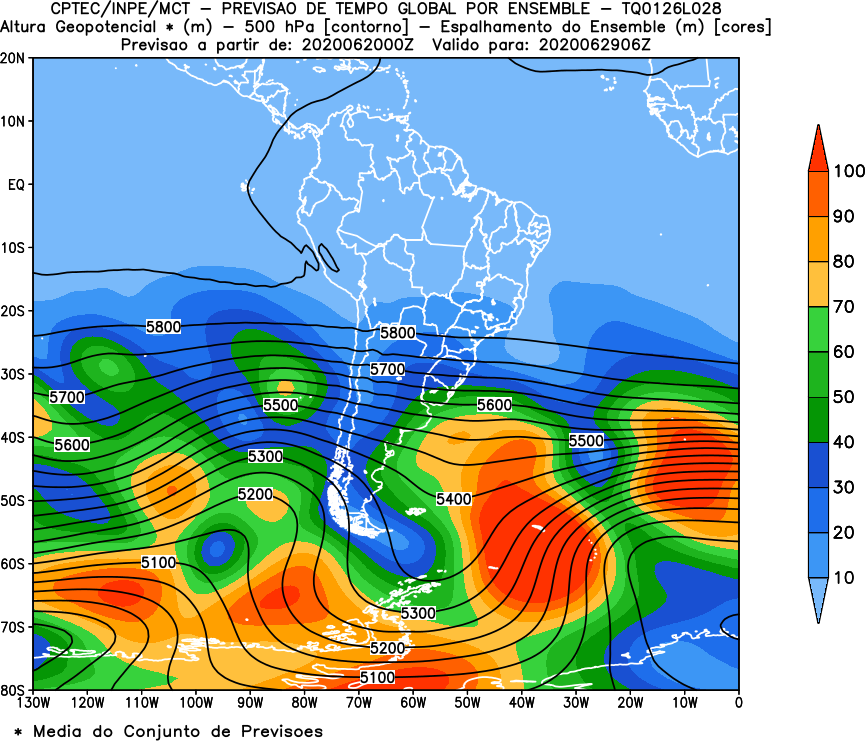 CPTEC/INPE/MCT – PREVISAO DE TEMPO GLOBAL POR ENSEMBLE – TQ0126L028
Altura Geopotencial * (m) – 500 hPa [contorno] – Espalhamento do Ensemble (m) [cores]
Previsao a partir de: 2020062000Z Valido para: 2020062906Z
20N
10N
EQ
10S
20S
30S
40S
50S
60S
70S
80S
5800
5800
5700
5700
5500
5600
5600
5500
5300
5200
5400
5100
5300
5200
5100
130W 120W 110W 100W 90W 80W 70W 60W 50W 40W 30W 20W 10W 0
100
90
80
70
60
50
40
30
20
10
* Media do Conjunto de Previsoes